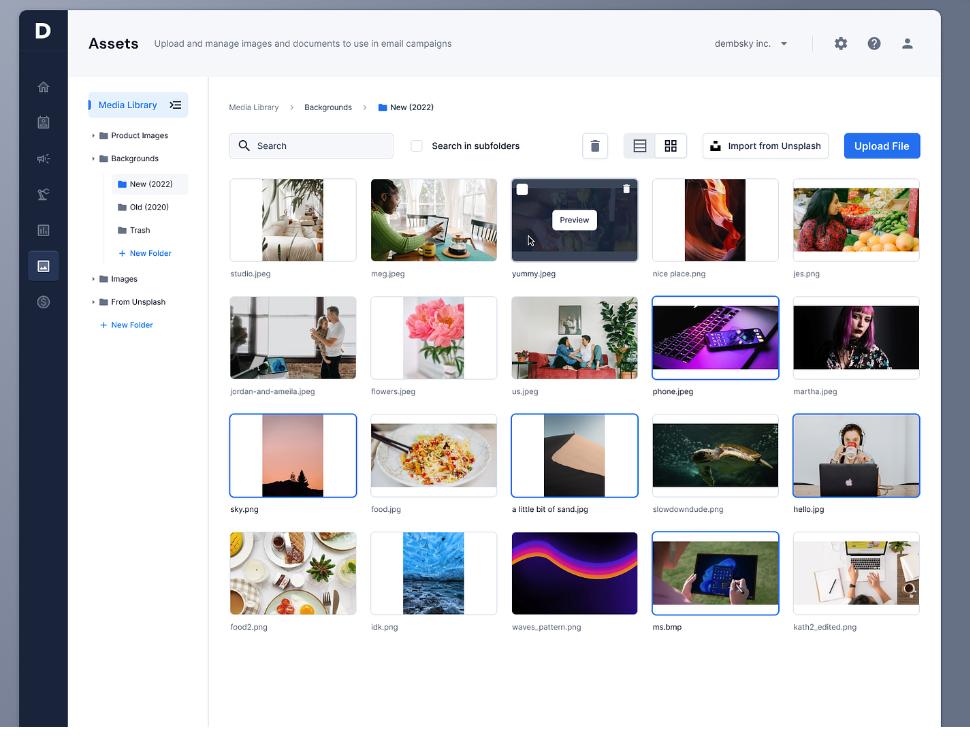 D
Assets
Upload and manage images and documents to use in email campaigns
dembsky inc.
Media Library
Product Images
Backgrounds
New (2022)
Old (2020)
Trash
+ New Folder
Images
From Unsplash
+ New Folder
Media Library > Backgrounds > New (2022)
Search
Search in subfolders
Import from Unsplash
Upload File
Preview
studio.jpeg
meg.jpeg
yummy.jpeg
nice place.png
jes.png
jordan-and-ameila.jpeg
flowers.jpeg
us.jpeg
phone.jpeg
martha.jpeg
sky.png
food.jpg
a little bit of sand.jpg
slowdowndude.png
hello.jpg
food2.png
idk.png
waves_pattern.png
ms.bmp
kath2_edited.png